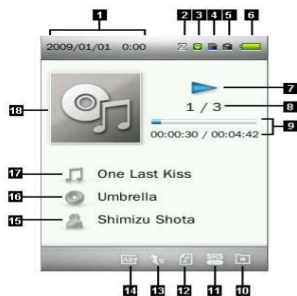 1 2 3 4 5 6
2009/01/01 0:00
7
1 / 3 8
9
00:00:30 / 00:04:42
18
17 One Last Kiss
16 Umbrella
15 Shimizu Shota
SRS
14 13 12 11 10